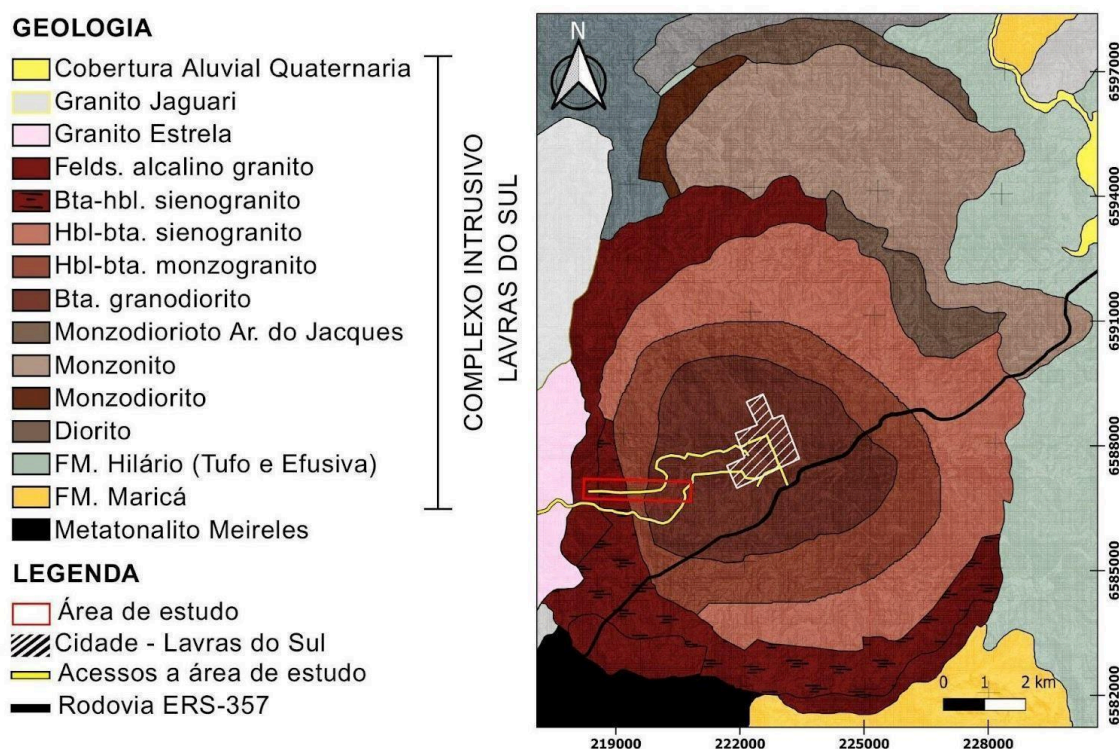 GEOLOGIA
Cobertura Aluvial Quaternaria
Granito Jaguari
Granito Estrela
Felds. alcalino granito
Bta-hbl. sienogranito
Hbl-bta. sienogranito
Hbl-bta. monzogranito
Bta. granodiorito
Monzodiorioto Ar. do Jacques
Monzonito
Monzodiorito
Diorito
FM. Hilário (Tufo e Efusiva)
FM. Maricá
Metatonalito Meireles
COMPLEXO INTRUSIVO
LAVRAS DO SUL
LEGENDA
Área de estudo
Cidade - Lavras do Sul
Acessos a área de estudo
Rodovia ERS-357
N
6597000
6594000
6591000
6588000
6585000
6582000
0 1 2 km
219000 222000 225000 228000